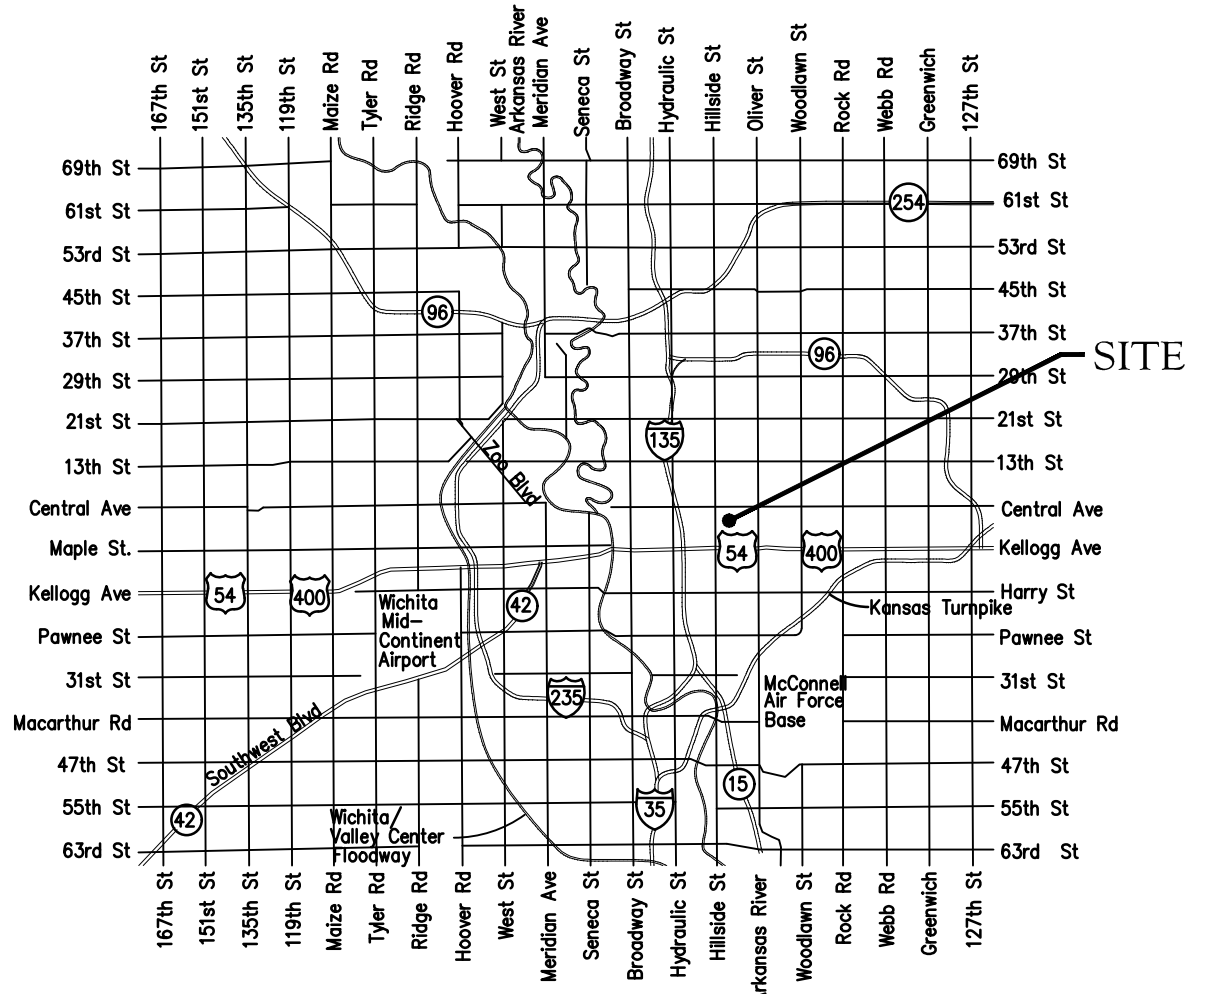 167th St
151st St
135th St
119th St
Maize Rd
Tyler Rd
Ridge Rd
Hoover Rd
West St
Arkansas River
Meridian Ave
Seneca St
Broadway St
Hydraulic St
Hillside St
Oliver St
Woodlawn St
Rock Rd
Webb Rd
Greenwich
127th St
69th St
69th St
61st St
254
61st St
53rd St
53rd St
45th St
45th St
96
37th St
37th St
96
SITE
29th St
29th St
21st St
21st St
135
13th St
Zoo Blvd
13th St
Central Ave
Central Ave
Maple St.
54
400
Kellogg Ave
Kellogg Ave
54
400
Harry St
Wichita
Mid-
Continent
Airport
42
Kansas Turnpike
Pawnee St
Pawnee St
31st St
31st St
235
McConnell
Air Force
Base
Macarthur Rd
Macarthur Rd
Southwest Blvd
47th St
47th St
15
55th St
35
55th St
42
Wichita/
Valley Center
Floodway
63rd St
63rd St
167th St
151st St
135th St
119th St
Maize Rd
Tyler Rd
Ridge Rd
Hoover Rd
West St
Meridian Ave
Seneca St
Broadway St
Hydraulic St
Hillside St
rkansas River
Woodlawn St
Rock Rd
Webb Rd
Greenwich
127th St